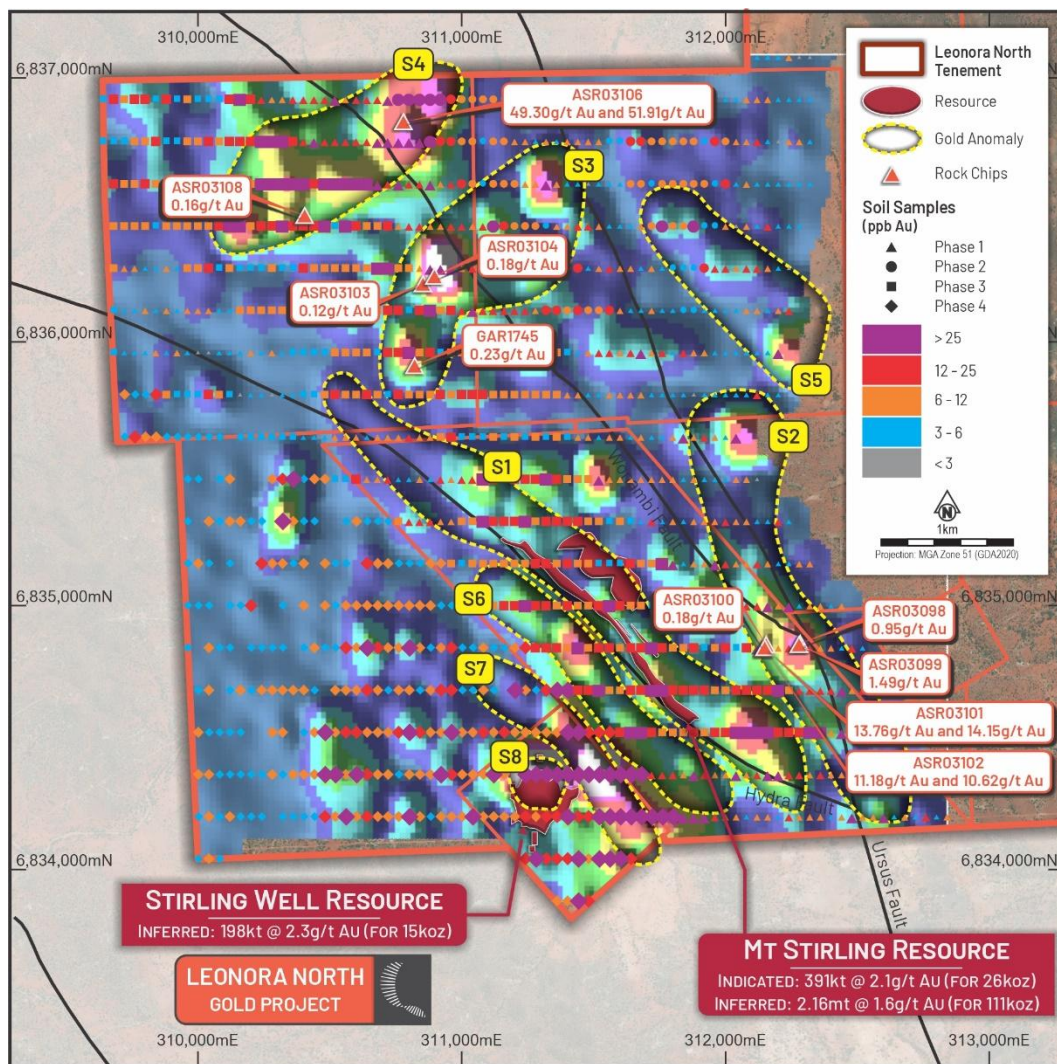 310,000mE
311,000mE
312,000mE
6,837,000mN
6,836,000mN
6,835,000mN
6,834,000mN
S4
ASR03106
49.30g/t Au and 51.91g/t Au
S3
ASR03108
0.16g/t Au
ASR03104
0.18g/t Au
ASR03103
0.12g/t Au
GAR1745
0.23g/t Au
S5
S2
S1
Wonambi Fault
S6
ASR03100
0.18g/t Au
ASR03098
0.95g/t Au
6,835,000mN
S7
ASR03099
1.49g/t Au
ASR03101
13.76g/t Au and 14.15g/t Au
S8
ASR03102
11.18g/t Au and 10.62g/t Au
Hydra Fault
Ursus Fault
6,834,000mN
Leonora North
Tenement
Resource
Gold Anomaly
Rock Chips
Soil Samples
(ppb Au)
Phase 1
Phase 2
Phase 3
Phase 4
> 25
12 - 25
6 - 12
3 - 6
< 3
N
1km
Projection: MGA Zone 51 (GDA2020)
STIRLING WELL RESOURCE
INFERRED: 198kt @ 2.3g/t AU (FOR 15KOZ)
LEONORA NORTH
GOLD PROJECT
MT STIRLING RESOURCE
INDICATED: 391kt @ 2.1g/t AU (FOR 26KOZ)
INFERRED: 2.16mt @ 1.6g/t AU (FOR 111KOZ)
310,000mE
311,000mE
312,000mE
313,000mE